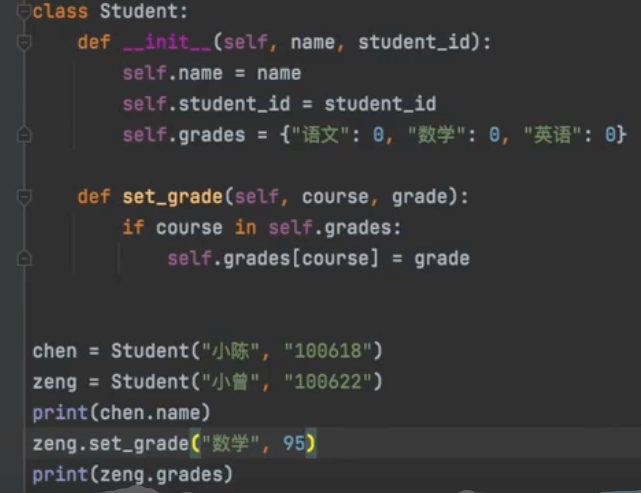 class Student:
    def __init__(self, name, student_id):
        self.name = name
        self.student_id = student_id
        self.grades = {"语文": 0, "数学": 0, "英语": 0}
    def set_grade(self, course, grade):
        if course in self.grades:
            self.grades[course] = grade
chen = Student("小陈", "100618")
zeng = Student("小曾", "100622")
print(chen.name)
zeng.set_grade("数学", 95)
print(zeng.grades)